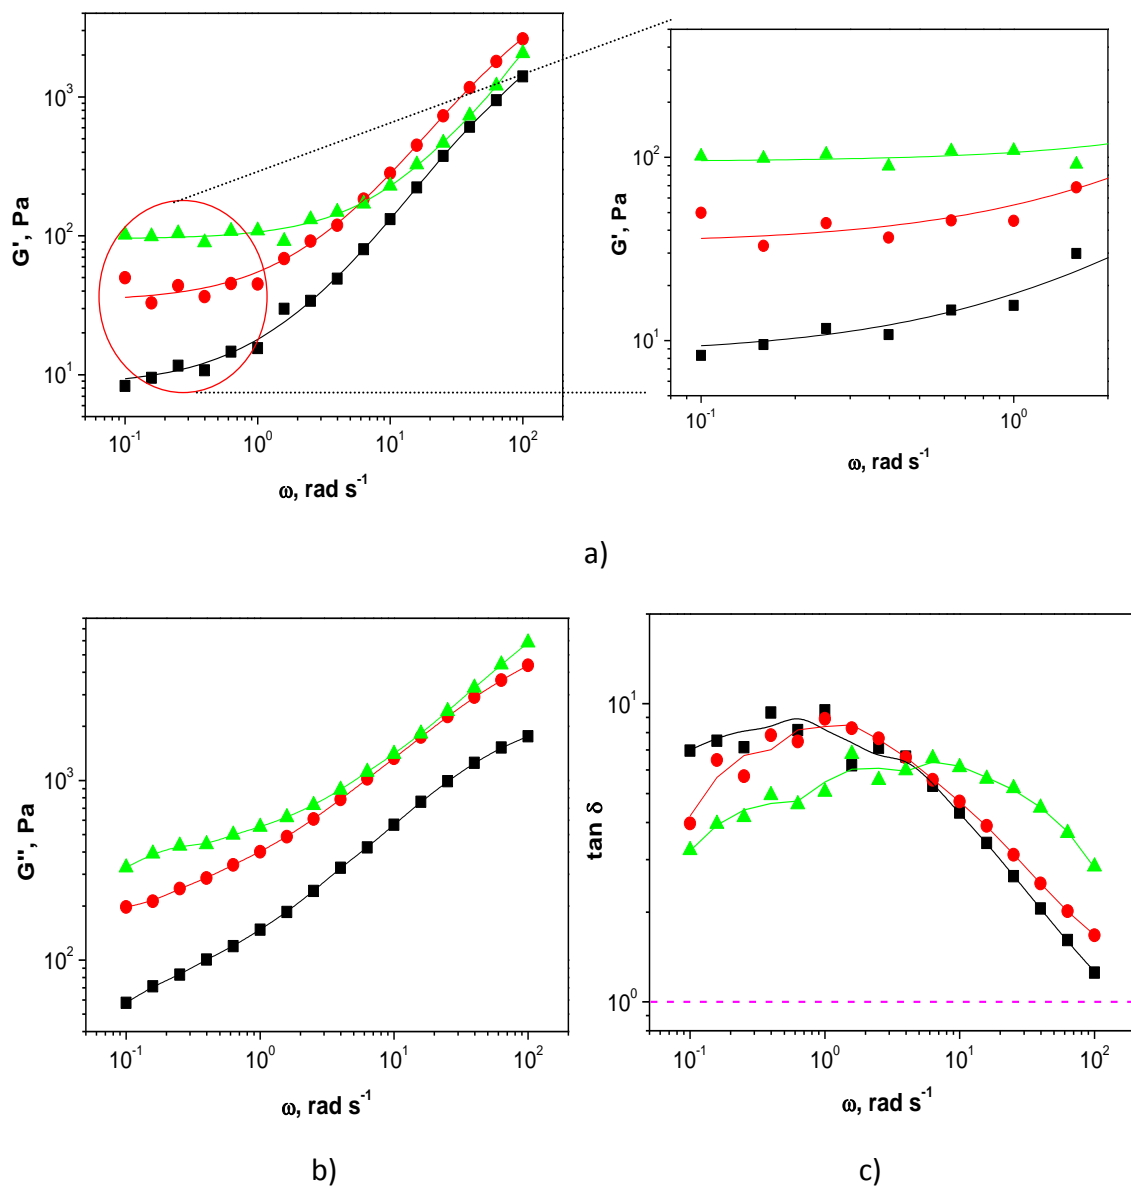 10³
10²
10¹
G', Pa
10⁻¹ 10⁰ 10¹ 10²
ω, rad s⁻¹
10²
10¹
G', Pa
10⁻¹ 10⁰
ω, rad s⁻¹
a)
10³
10²
G'', Pa
10⁻¹ 10⁰ 10¹ 10²
ω, rad s⁻¹
b)
10¹
10⁰
tan δ
10⁻¹ 10⁰ 10¹ 10²
ω, rad s⁻¹
c)